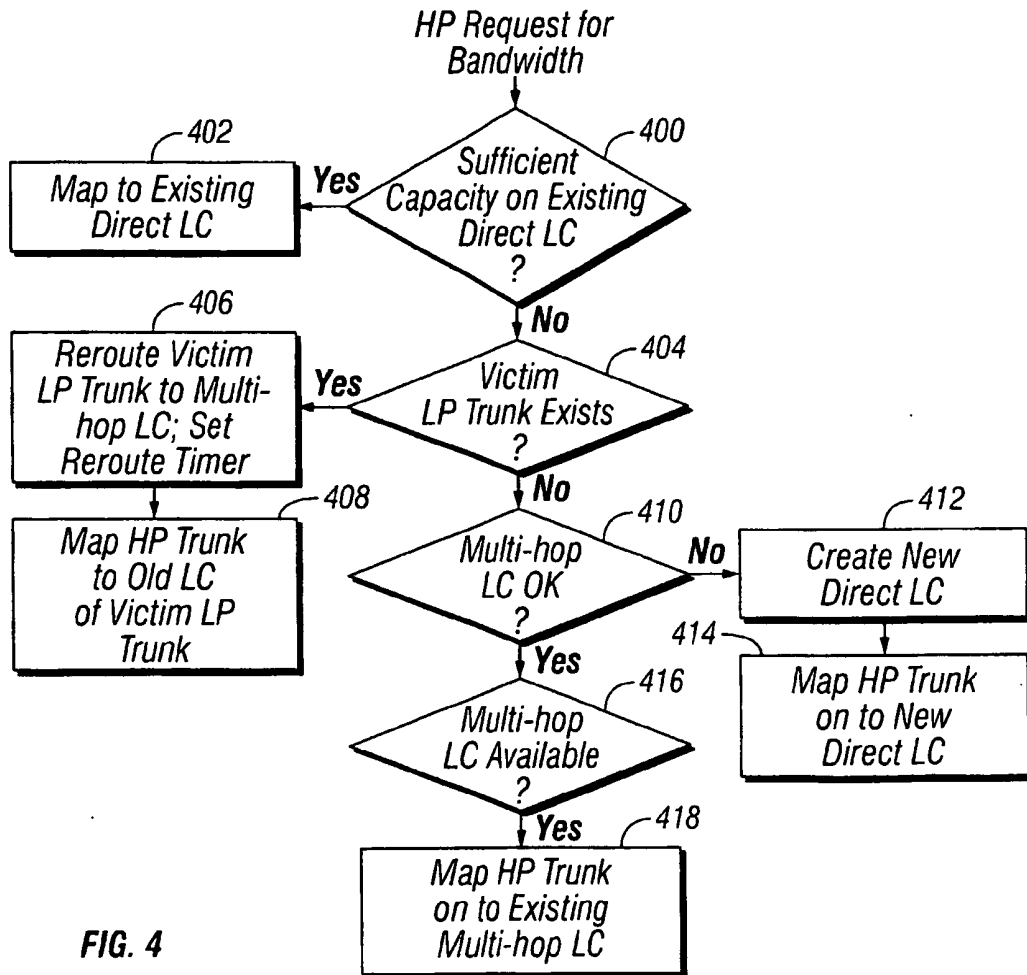 HP Request for
Bandwidth
400
Sufficient
Capacity on Existing
Direct LC
?
Yes
402
Map to Existing
Direct LC
No
404
Victim
LP Trunk Exists
?
Yes
406
Reroute Victim
LP Trunk to Multi-
hop LC; Set
Reroute Timer
408
Map HP Trunk
to Old LC
of Victim LP
Trunk
No
410
Multi-hop
LC OK
?
No
412
Create New
Direct LC
414
Map HP Trunk
on to New
Direct LC
Yes
416
Multi-hop
LC Available
?
Yes
418
Map HP Trunk
on to Existing
Multi-hop LC
FIG. 4